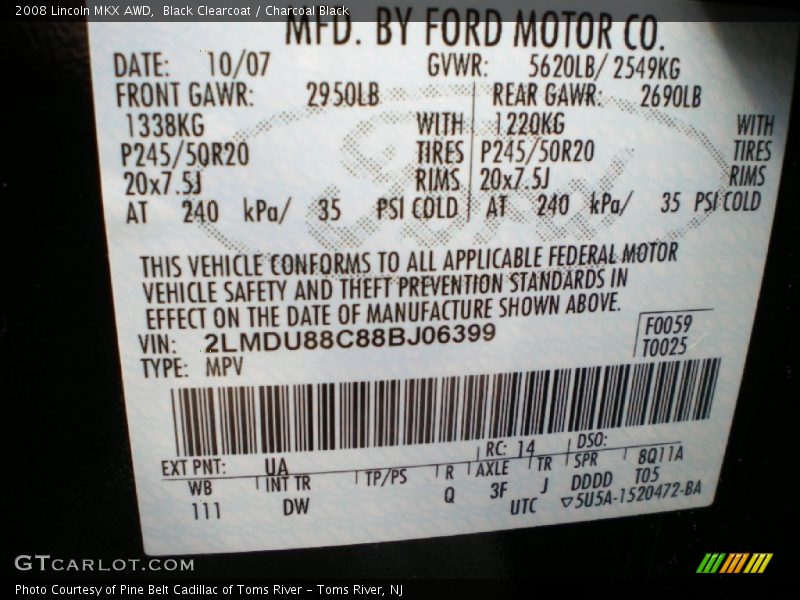 2008 Lincoln MKX AWD,  Black Clearcoat / Charcoal Black
MFD. BY FORD MOTOR CO.
DATE: 10/07 GVWR: 5620LB/ 2549KG
FRONT GAWR: 2950LB REAR GAWR: 2690LB
1338KG WITH 1220KG WITH
P245/50R20 TIRES P245/50R20 TIRES
20x7.5J RIMS 20x7.5J RIMS
AT 240 kPa/ 35 PSI COLD AT 240 kPa/ 35 PSI COLD
Ford
THIS VEHICLE CONFORMS TO ALL APPLICABLE FEDERAL MOTOR
VEHICLE SAFETY AND THEFT PREVENTION STANDARDS IN
EFFECT ON THE DATE OF MANUFACTURE SHOWN ABOVE.
VIN: 2LMDU88C88BJ06399 F0059
TYPE: MPV T0025
EXT PNT: UA RC: 14 DSO:
WB INT TR TP/PS R AXLE TR SPR 8Q11A
111 DW Q 3F J DDDD T05
UTC ▽5U5A-1520472-BA
GTCARLOT.COM
Photo Courtesy of Pine Belt Cadillac of Toms River – Toms River, NJ